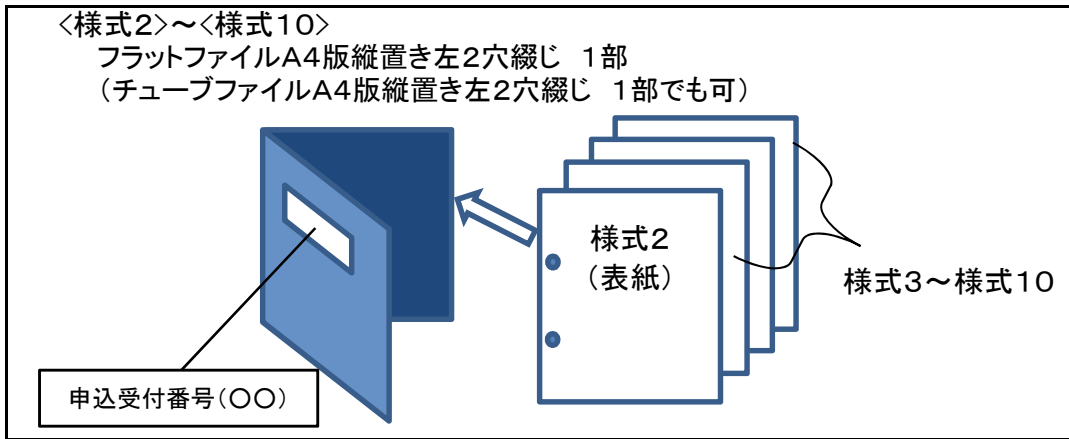 <様式２>～<様式１０>
フラットファイルＡ４版縦置き左２穴綴じ　１部
（チューブファイルＡ４版縦置き左２穴綴じ　１部でも可）
様式２
（表紙）
様式３～様式１０
申込受付番号（○○）